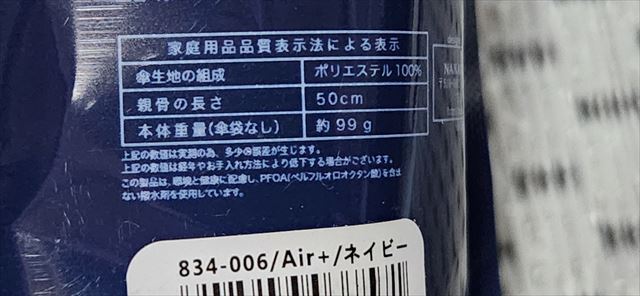 家庭用品品質表示法による表示
傘生地の組成 ポリエステル100%
親骨の長さ 50cm
本体重量(傘袋なし) 約99g
上記の数値は実測の為、多少の誤差が生じます。
上記の数値は経年やお手入れ方法により低下する場合がございます。
この製品は、環境と健康に配慮し、PFOA(ペルフルオロオクタン酸)を含ま
ない撥水剤を使用しています。
834-006/Air+/ネイビー